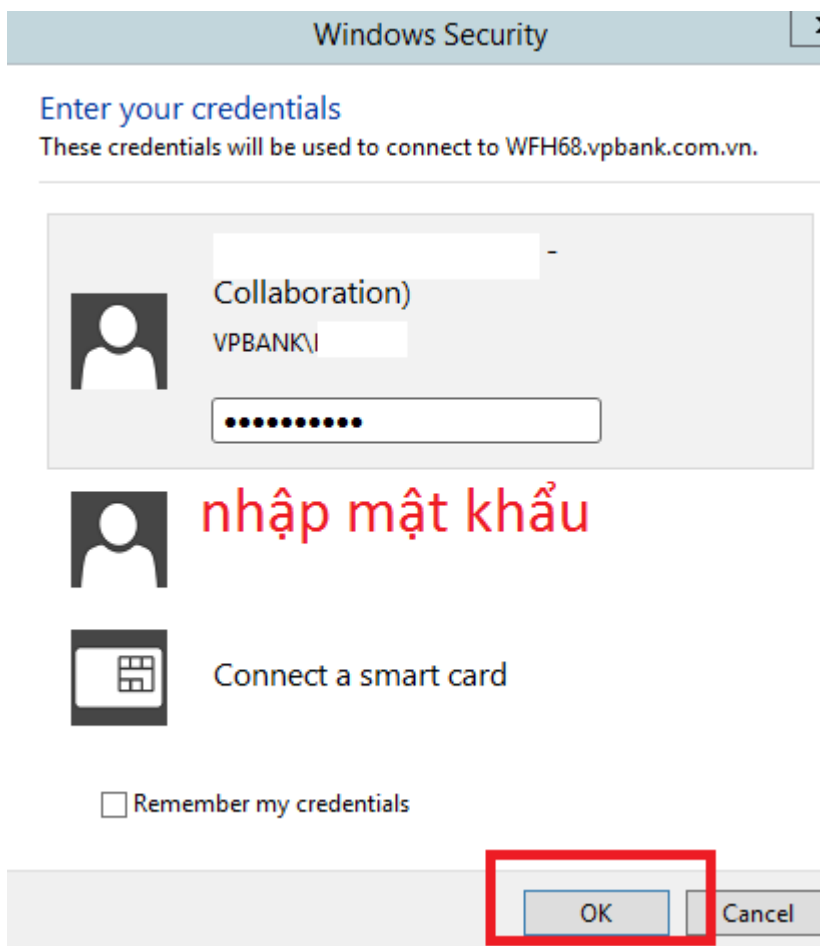 Windows Security
Enter your credentials
These credentials will be used to connect to WFH68.vpbank.com.vn.
-
Collaboration)
VPBANK\
••••••••••
nhập mật khẩu
Connect a smart card
Remember my credentials
OK
Cancel